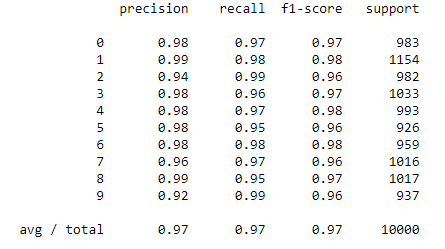 precision recall f1-score support
0 0.98 0.97 0.97 983
1 0.99 0.98 0.98 1154
2 0.94 0.99 0.96 982
3 0.98 0.96 0.97 1033
4 0.98 0.97 0.98 993
5 0.98 0.95 0.96 926
6 0.98 0.98 0.98 959
7 0.96 0.97 0.96 1016
8 0.99 0.95 0.97 1017
9 0.92 0.99 0.96 937
avg / total 0.97 0.97 0.97 10000